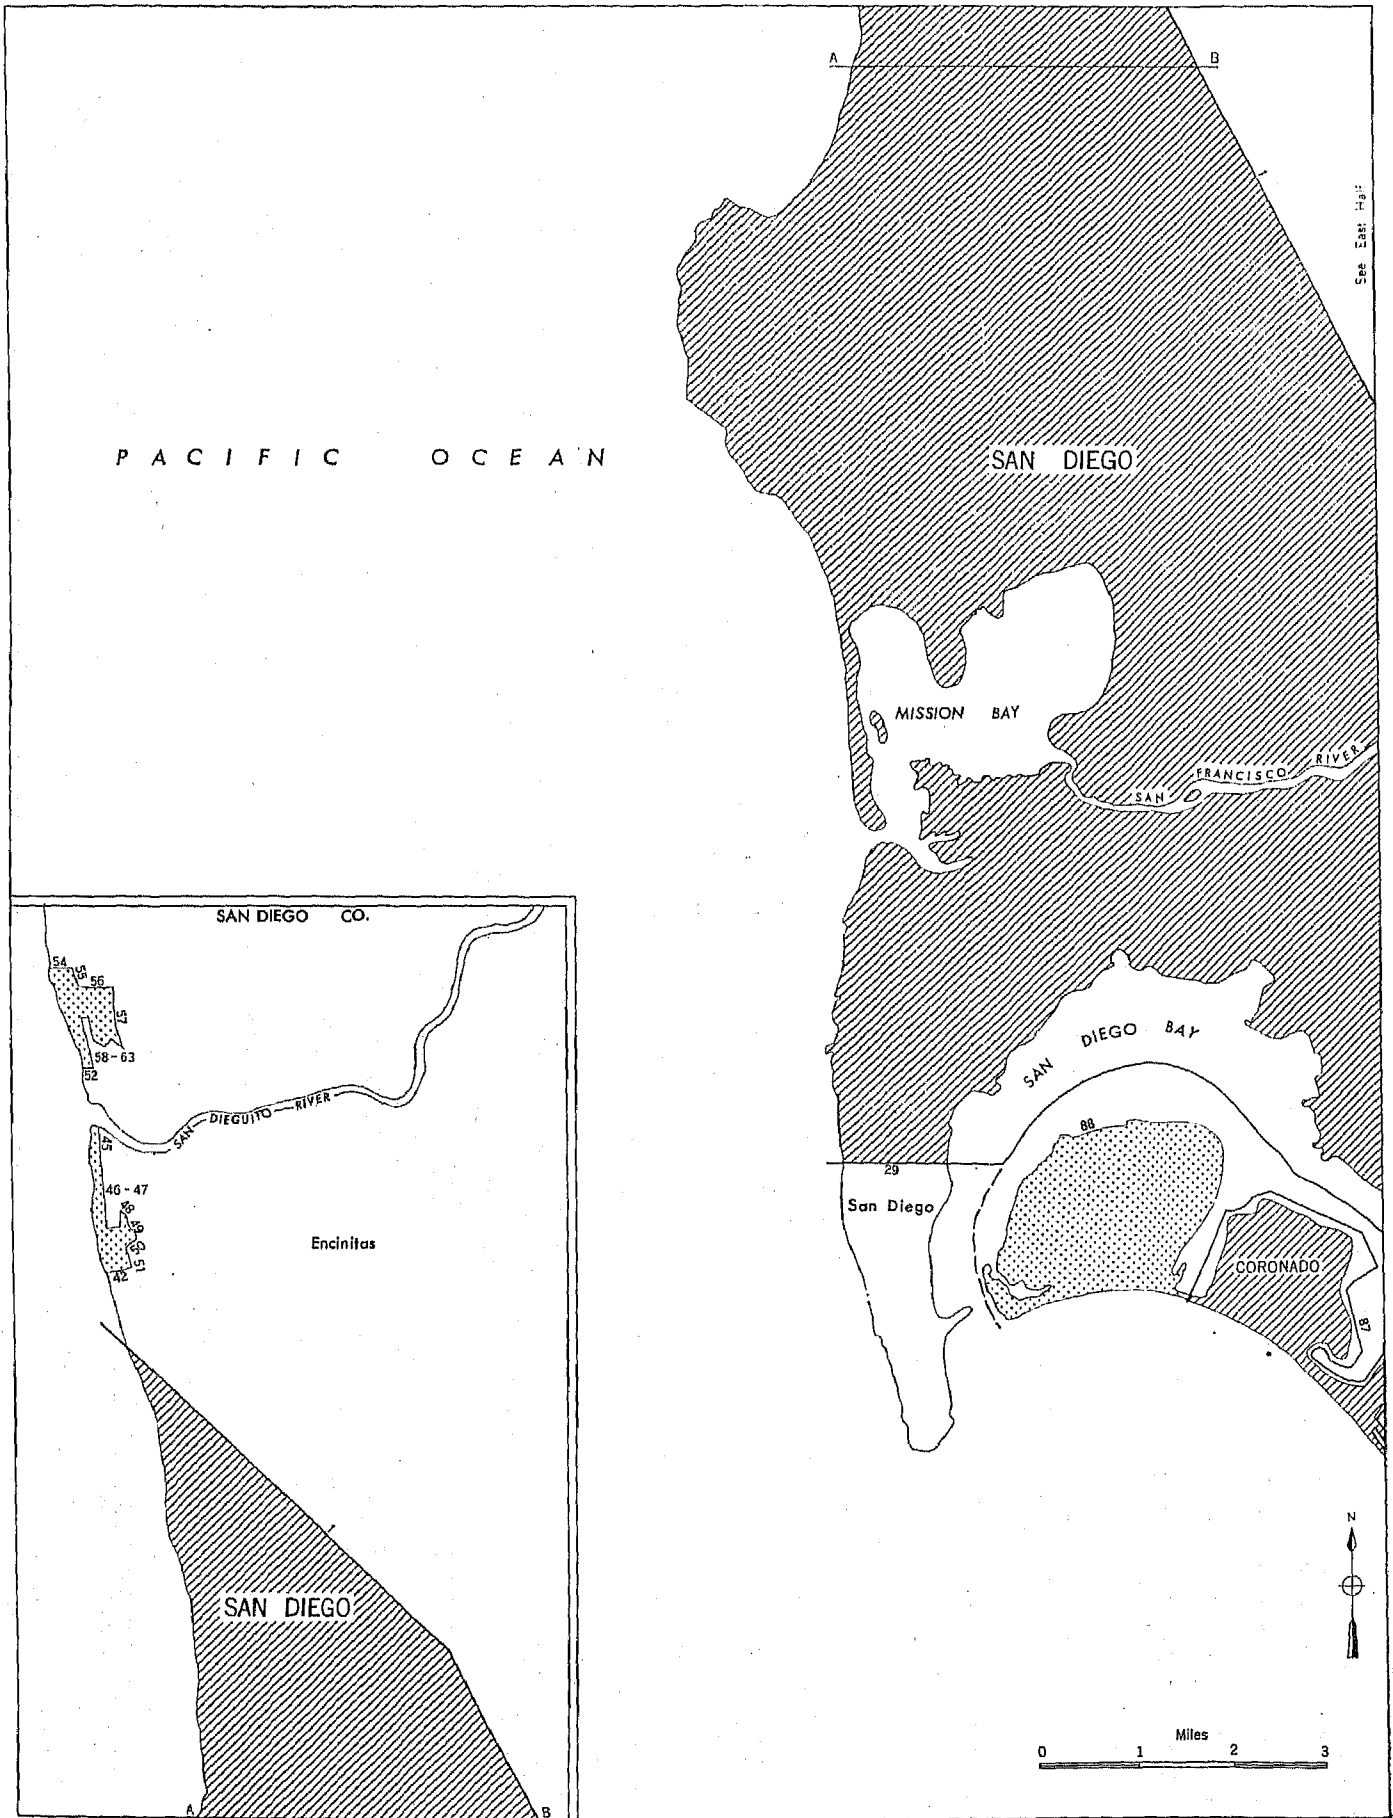 A B
1
See East Half
PACIFIC OCEAN
SAN DIEGO
MISSION BAY
SAN FRANCISCO RIVER
SAN DIEGO CO.
54
55
56
57
58-63
52
SAN DIEGUITO RIVER
45
46-47
48
49
51
42
Encinitas
1
SAN DIEGO
A B
SAN DIEGO BAY
88
29
San Diego
CORONADO
87
N
Miles
0 1 2 3